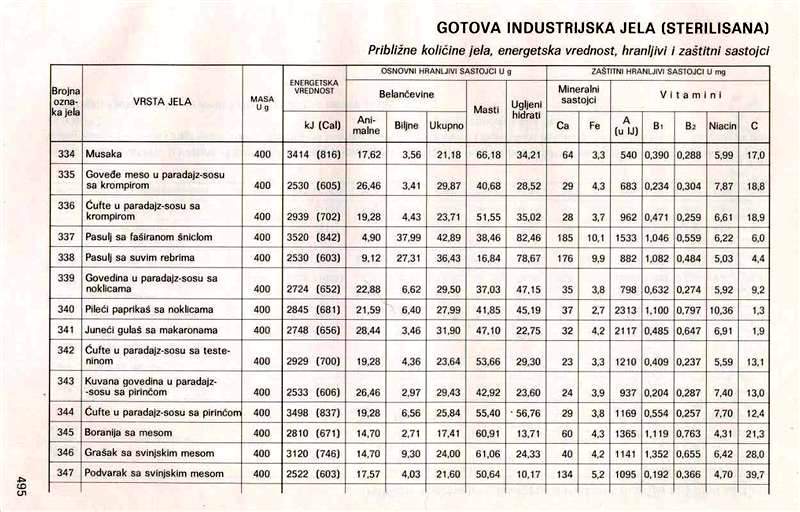 GOTOVA INDUSTRIJSKA JELA (STERILISANA)
Približne količine jela, energetska vrednost, hranljivi i zaštitni sastojci
Brojna ozna- ka jela | VRSTA JELA | MASA U g | ENERGETSKA VREDNOST | OSNOVNI HRANLJIVI SASTOJCI U g | ZAŠTITNI HRANLJIVI SASTOJCI U mg
Belančevine | Masti | Ugljeni hidrati | Mineralni sastojci | Vitamini
kJ (Cal) | Ani- malne | Biljne | Ukupno | Ca | Fe | A (u IJ) | B₁ | B₂ | Niacin | C
334 Musaka 400 3414 (816) 17,62 3,56 21,18 66,18 34,21 64 3,3 540 0,390 0,288 5,99 17,0
335 Goveđe meso u paradajz-sosu
sa krompirom 400 2530 (605) 26,46 3,41 29,87 40,68 28,52 29 4,3 683 0,234 0,304 7,87 18,8
336 Ćufte u paradajz-sosu sa
krompirom 400 2939 (702) 19,28 4,43 23,71 51,55 35,02 28 3,7 962 0,471 0,259 6,61 18,9
337 Pasulj sa faširanom šniclom 400 3520 (842) 4,90 37,99 42,89 38,46 82,46 185 10,1 1533 1,046 0,559 6,22 6,0
338 Pasulj sa suvim rebrima 400 2530 (603) 9,12 27,31 36,43 16,84 78,67 176 9,9 882 1,082 0,484 5,03 4,4
339 Govedina u paradajz-sosu sa
noklicama 400 2724 (652) 22,88 6,62 29,50 37,03 47,15 35 3,8 798 0,632 0,274 5,92 9,2
340 Pileći paprikaš sa noklicama 400 2845 (681) 21,59 6,40 27,99 41,85 45,19 37 2,7 2313 1,100 0,797 10,36 1,3
341 Juneći gulaš sa makaronama 400 2748 (656) 28,44 3,46 31,90 47,10 22,75 32 4,2 2117 0,485 0,647 6,91 1,9
342 Ćufte u paradajz-sosu sa teste-
ninom 400 2929 (700) 19,28 4,36 23,64 53,66 29,30 23 3,3 1210 0,409 0,237 5,59 13,1
343 Kuvana govedina u paradajz-
-sosu sa pirinčom 400 2533 (606) 26,46 2,97 29,43 42,92 23,60 24 3,9 937 0,204 0,287 7,40 13,0
344 Ćufte u paradajz-sosu sa pirinčom 400 3498 (837) 19,28 6,56 25,84 55,40 56,76 29 3,8 1169 0,554 0,257 7,70 12,4
345 Boranija sa mesom 400 2810 (671) 14,70 2,71 17,41 60,91 13,71 60 4,3 1365 1,119 0,763 4,31 21,3
346 Grašak sa svinjskim mesom 400 3120 (746) 14,70 9,30 24,00 61,06 24,33 40 4,2 1141 1,352 0,655 6,42 28,0
347 Podvarak sa svinjskim mesom 400 2522 (603) 17,57 4,03 21,60 50,64 10,17 134 5,2 1095 0,192 0,366 4,70 39,7
495